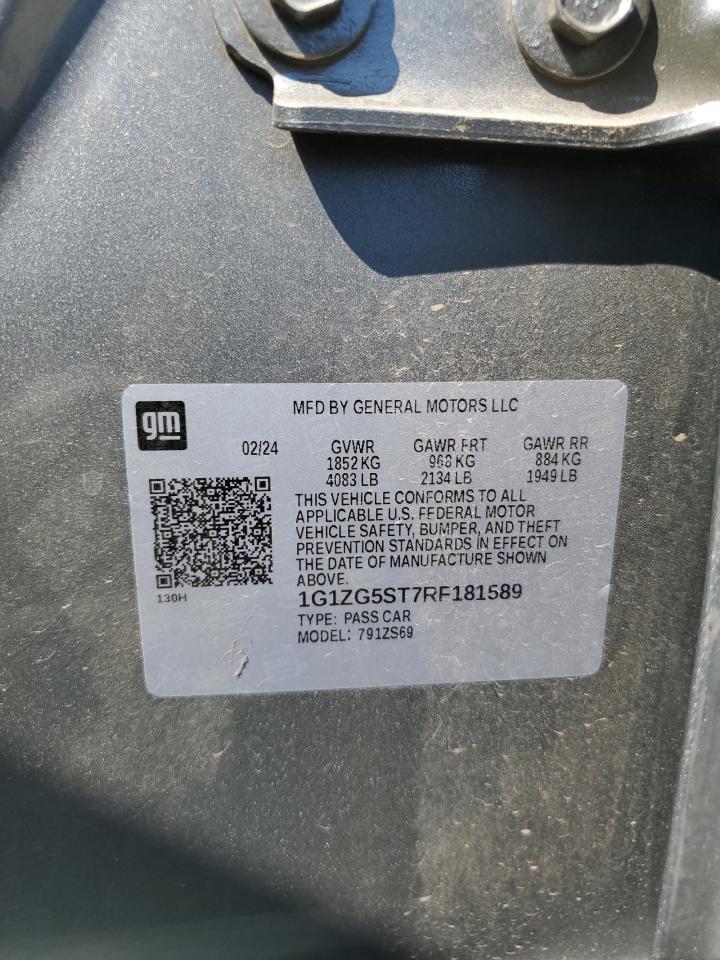 gm
MFD BY GENERAL MOTORS LLC
02/24 GVWR GAWR FRT GAWR RR
1852 KG 968 KG 884 KG
4083 LB 2134 LB 1949 LB
THIS VEHICLE CONFORMS TO ALL
APPLICABLE U.S. FEDERAL MOTOR
VEHICLE SAFETY, BUMPER, AND THEFT
PREVENTION STANDARDS IN EFFECT ON
THE DATE OF MANUFACTURE SHOWN
ABOVE.
130H
1G1ZG5ST7RF181589
TYPE: PASS CAR
MODEL: 791ZS69